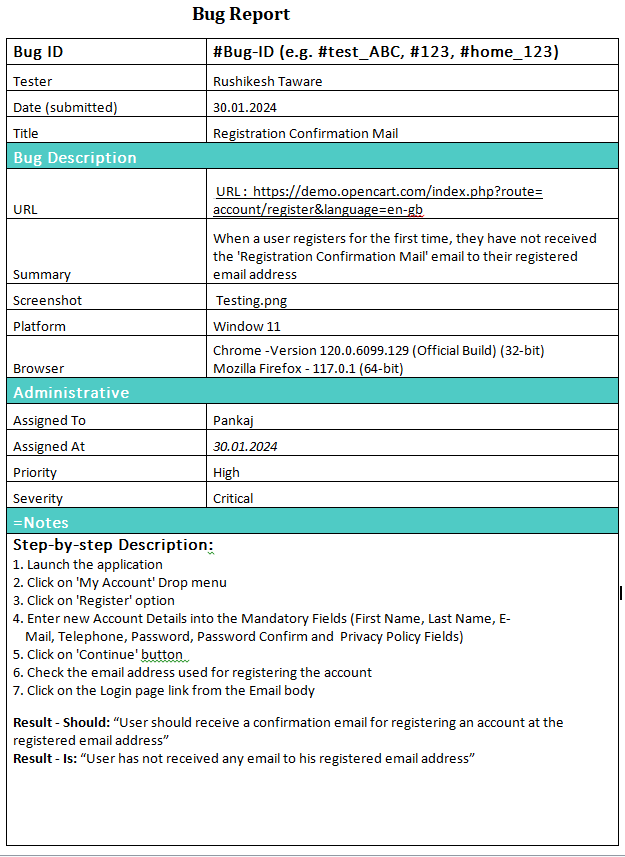 Bug Report
Bug ID #Bug-ID (e.g. #test_ABC, #123, #home_123)
Tester Rushikesh Taware
Date (submitted) 30.01.2024
Title Registration Confirmation Mail
Bug Description
URL : https://demo.opencart.com/index.php?route=
URL account/register&language=en-gb
When a user registers for the first time, they have not received
the 'Registration Confirmation Mail' email to their registered
Summary email address
Screenshot Testing.png
Platform Window 11
Chrome -Version 120.0.6099.129 (Official Build) (32-bit)
Browser Mozilla Firefox - 117.0.1 (64-bit)
Administrative
Assigned To Pankaj
Assigned At 30.01.2024
Priority High
Severity Critical
=Notes
Step-by-step Description:
1. Launch the application
2. Click on 'My Account' Drop menu
3. Click on 'Register' option
4. Enter new Account Details into the Mandatory Fields (First Name, Last Name, E-
Mail, Telephone, Password, Password Confirm and Privacy Policy Fields)
5. Click on 'Continue' button
6. Check the email address used for registering the account
7. Click on the Login page link from the Email body
Result - Should: “User should receive a confirmation email for registering an account at the
registered email address”
Result - Is: “User has not received any email to his registered email address”